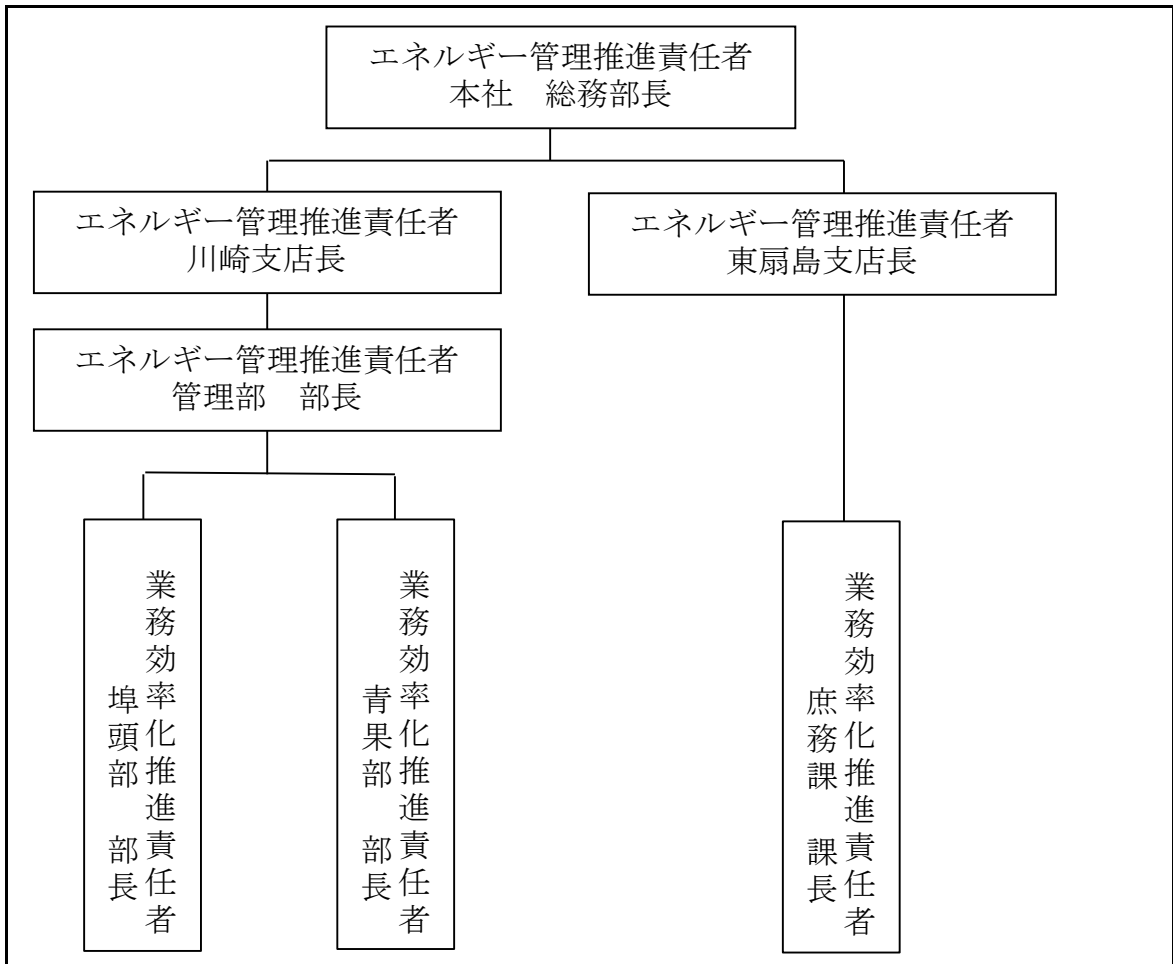 エネルギー管理推進責任者
本社　総務部長
エネルギー管理推進責任者
川崎支店長
エネルギー管理推進責任者
東扇島支店長
エネルギー管理推進責任者
管理部　部長
業務効率化推進責任者
埠頭部　部長
業務効率化推進責任者
青果部　部長
業務効率化推進責任者
庶務課　課長